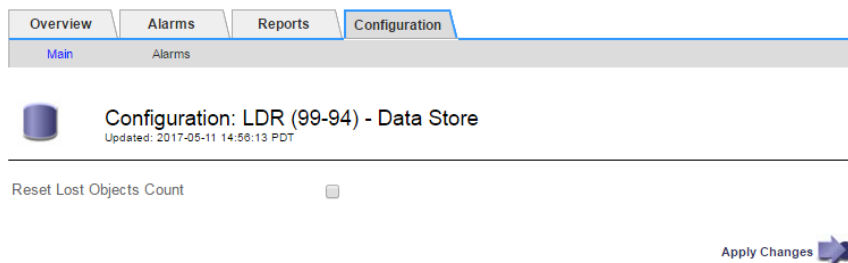 Overview Alarms Reports Configuration
Main Alarms
Configuration: LDR (99-94) - Data Store
Updated: 2017-05-11 14:56:13 PDT
Reset Lost Objects Count
Apply Changes